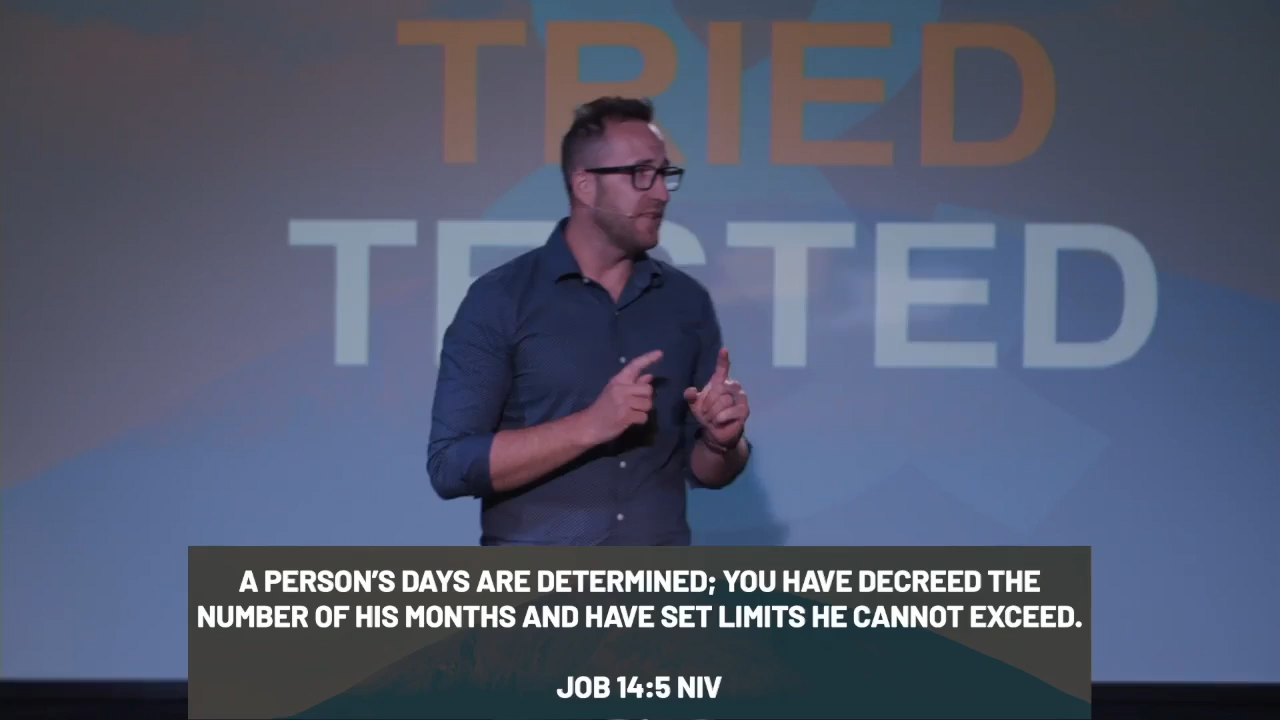 TRIED
TESTED
A PERSON’S DAYS ARE DETERMINED; YOU HAVE DECREED THE
NUMBER OF HIS MONTHS AND HAVE SET LIMITS HE CANNOT EXCEED.
JOB 14:5 NIV